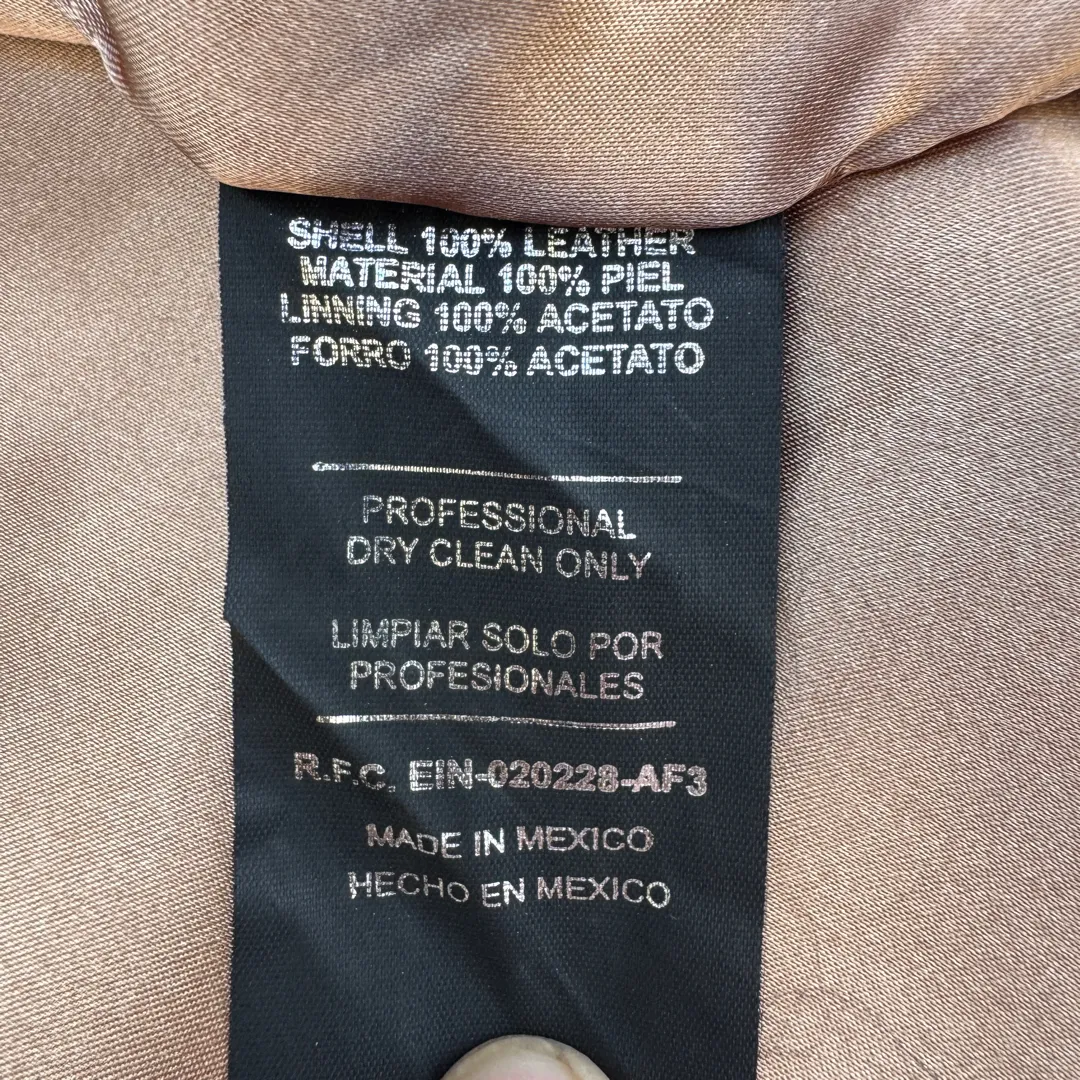 SHELL 100% LEATHER
MATERIAL 100% PIEL
LINNING 100% ACETATO
FORRO 100% ACETATO
PROFESSIONAL
DRY CLEAN ONLY
LIMPIAR SOLO POR
PROFESIONALES
R.F.C. EIN-020228-AF3
MADE IN MEXICO
HECHO EN MEXICO